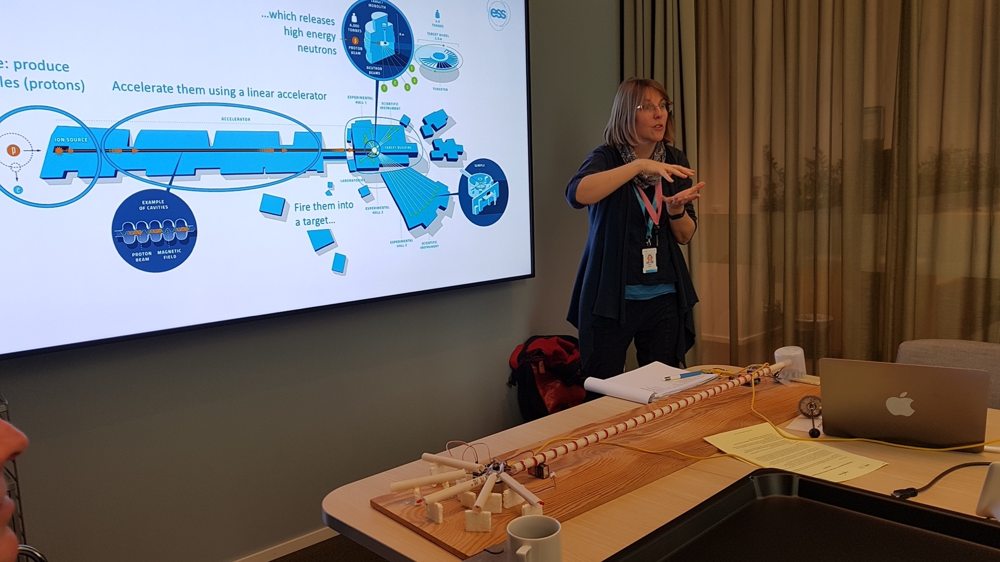 ...which releases
high energy
neutrons
e: produce
les (protons)
Accelerate them using a linear accelerator
TARGET
MONOLITH
6,000
TONNES
8 m
PROTON
BEAM
NEUTRON
BEAMS
4.9
TONNES
TARGET WHEEL
2.6 m
TUNGSTEN
ess
EXPERIMENTAL
HALL 1
SCIENTIFIC
INSTRUMENT
ACCELERATOR
ION SOURCE
TARGET BUILDING
p
e
LABORATORIES
SAMPLE
EXAMPLE
OF CAVITIES
PROTON
BEAM
MAGNETIC
FIELD
Fire them into
a target...
EXPERIMENTAL
HALL 2
EXPERIMENTAL
HALL 3
SCIENTIFIC
INSTRUMENT